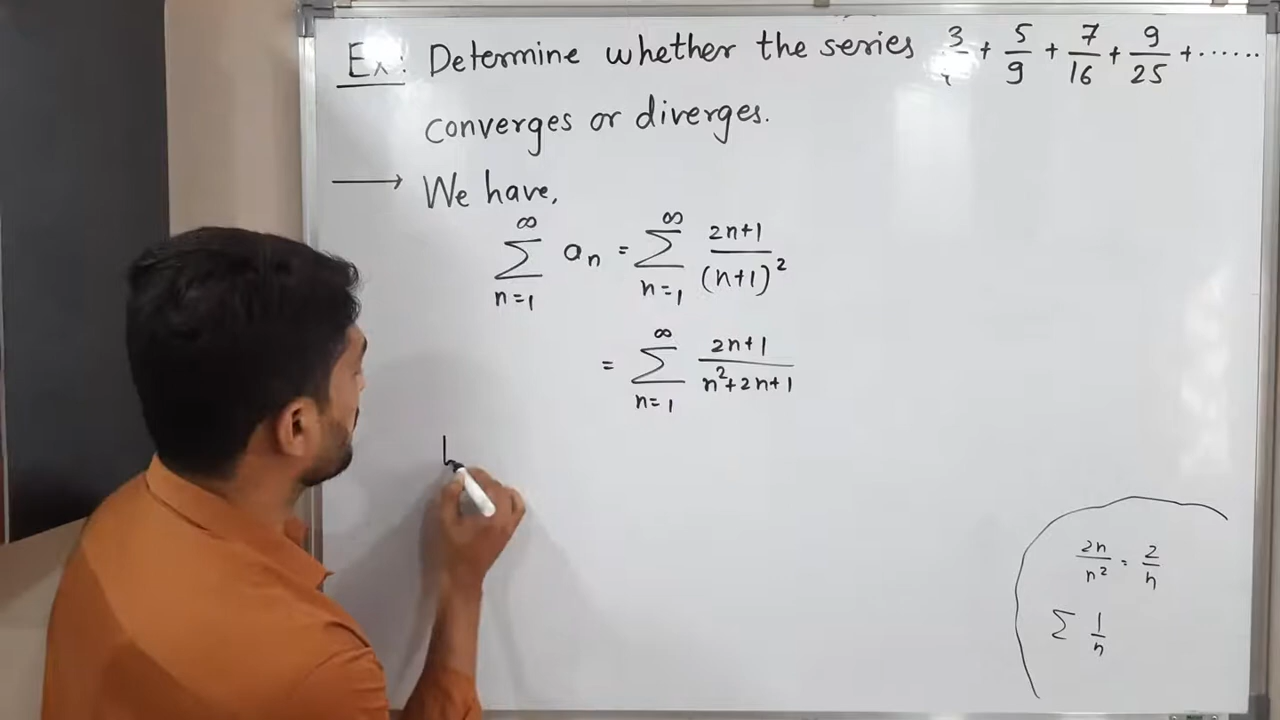 Ex: Determine whether the series 3/4 + 5/9 + 7/16 + 9/25 + ......
converges or diverges.
→ We have,
∞ ∑ n=1 aₙ = ∞ ∑ n=1 2n+1/(n+1)²
= ∞ ∑ n=1 2n+1/n²+2n+1
2n/n² = 2/n
∑ 1/n